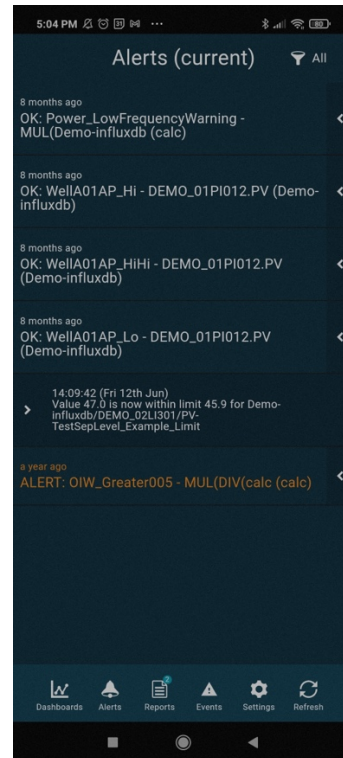 5:04 PM
31
80
Alerts (current)
All
8 months ago
OK: Power_LowFrequencyWarning -
MUL(Demo-influxdb (calc)
8 months ago
OK: WellA01AP_Hi - DEMO_01PI012.PV (Demo-
influxdb)
8 months ago
OK: WellA01AP_HiHi - DEMO_01PI012.PV
(Demo-influxdb)
8 months ago
OK: WellA01AP_Lo - DEMO_01PI012.PV
(Demo-influxdb)
14:09:42 (Fri 12th Jun)
Value 47.0 is now within limit 45.9 for Demo-
influxdb/DEMO_02LI301/PV-
TestSepLevel_Example_Limit
a year ago
ALERT: OIW_Greater005 - MUL(DIV(calc (calc)
2
Dashboards Alerts Reports Events Settings Refresh